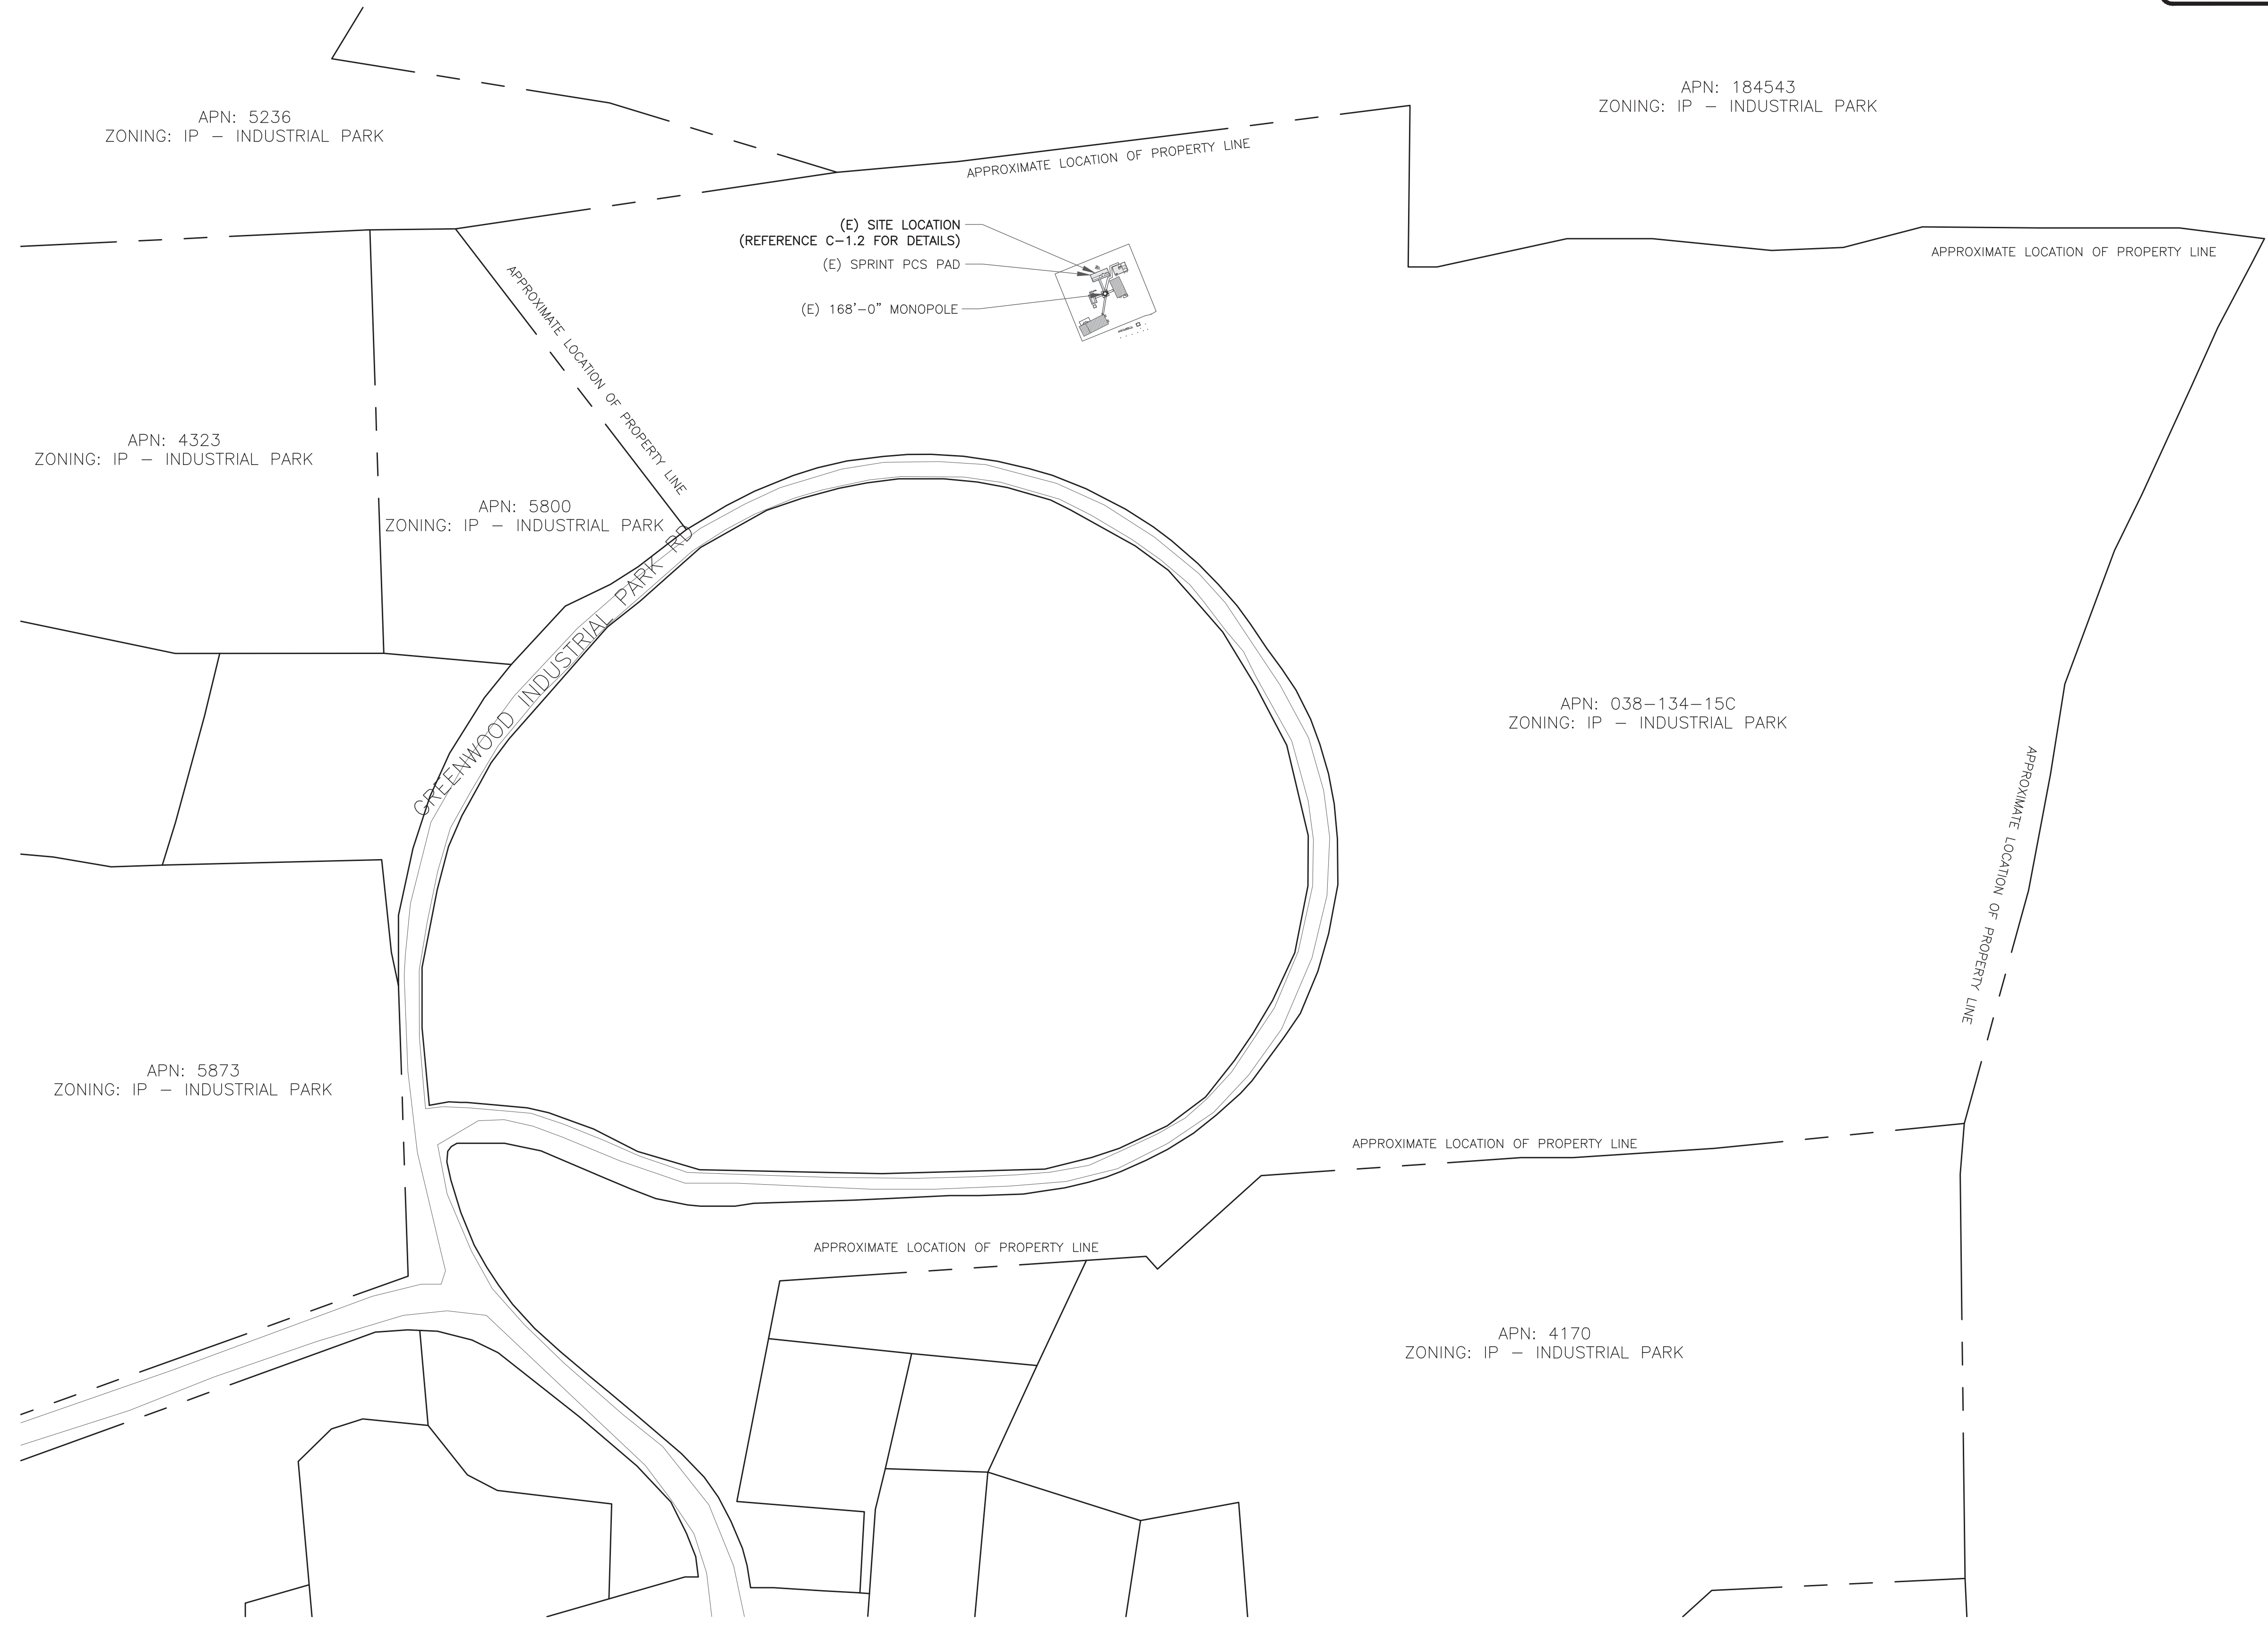 APN: 184543
ZONING: IP – INDUSTRIAL PARK
APN: 5236
ZONING: IP – INDUSTRIAL PARK
APPROXIMATE LOCATION OF PROPERTY LINE
(E) SITE LOCATION
(REFERENCE C–1.2 FOR DETAILS)
(E) SPRINT PCS PAD
(E) 168'–0" MONOPOLE
APPROXIMATE LOCATION OF PROPERTY LINE
APPROXIMATE LOCATION OF PROPERTY LINE
APN: 4323
ZONING: IP – INDUSTRIAL PARK
APN: 5800
ZONING: IP – INDUSTRIAL PARK
GREENWOOD INDUSTRIAL PARK RD
APN: 038–134–15C
ZONING: IP – INDUSTRIAL PARK
APPROXIMATE LOCATION OF PROPERTY LINE
APN: 5873
ZONING: IP – INDUSTRIAL PARK
APPROXIMATE LOCATION OF PROPERTY LINE
APPROXIMATE LOCATION OF PROPERTY LINE
APN: 4170
ZONING: IP – INDUSTRIAL PARK